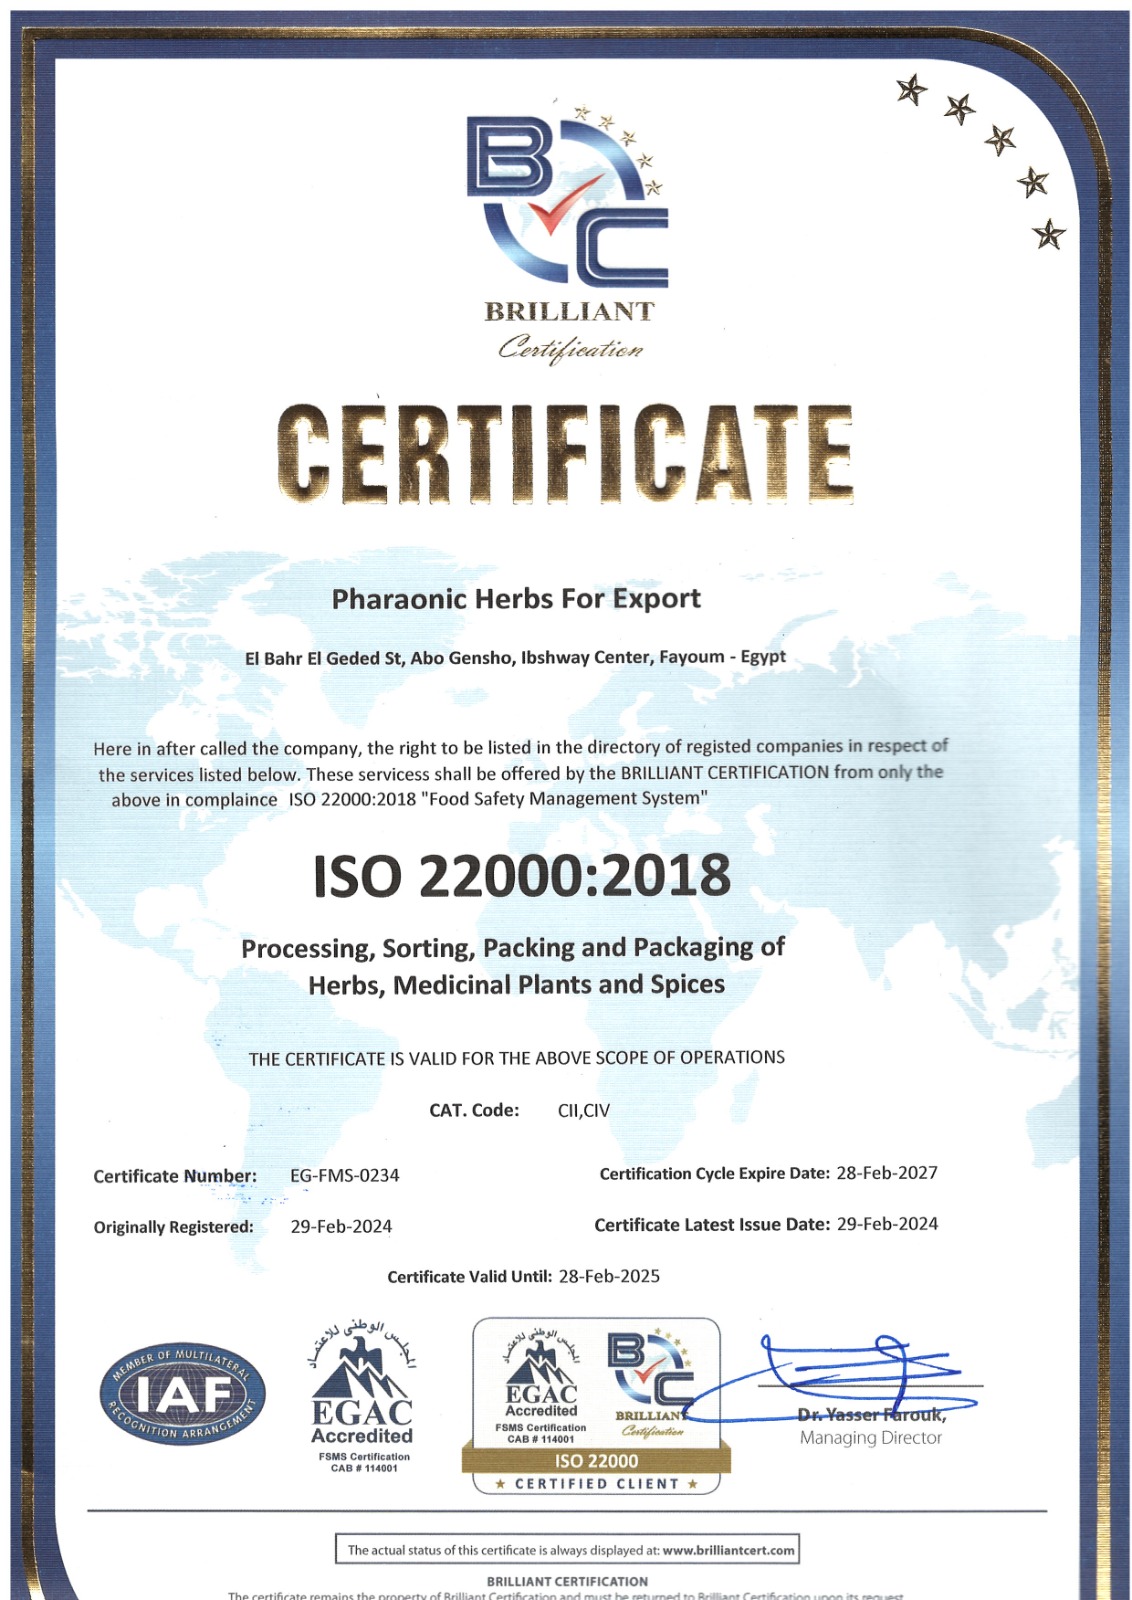 BC
BRILLIANT
Certification
CERTIFICATE
Pharaonic Herbs For Export
El Bahr El Geded St, Abo Gensho, Ibshway Center, Fayoum - Egypt
Here in after called the company, the right to be listed in the directory of registed companies in respect of
the services listed below. These servicess shall be offered by the BRILLIANT CERTIFICATION from only the
above in complaince ISO 22000:2018 "Food Safety Management System"
ISO 22000:2018
Processing, Sorting, Packing and Packaging of
Herbs, Medicinal Plants and Spices
THE CERTIFICATE IS VALID FOR THE ABOVE SCOPE OF OPERATIONS
CAT. Code: CII,CIV
Certificate Number: EG-FMS-0234
Certification Cycle Expire Date: 28-Feb-2027
Originally Registered: 29-Feb-2024
Certificate Latest Issue Date: 29-Feb-2024
Certificate Valid Until: 28-Feb-2025
MEMBER OF MULTILATERAL
IAF
RECOGNITION ARRANGEMENT
المجلس الوطنى للاعتماد
EGAC
Accredited
FSMS Certification
CAB # 114001
المجلس الوطنى للاعتماد
EGAC
Accredited
FSMS Certification
CAB # 114001
BC
BRILLIANT
Certification
ISO 22000
CERTIFIED CLIENT
Dr. Yasser Farouk,
Managing Director
The actual status of this certificate is always displayed at: www.brilliantcert.com
BRILLIANT CERTIFICATION
The certificate remains the property of Brilliant Certification and must be returned to Brilliant Certification upon its request